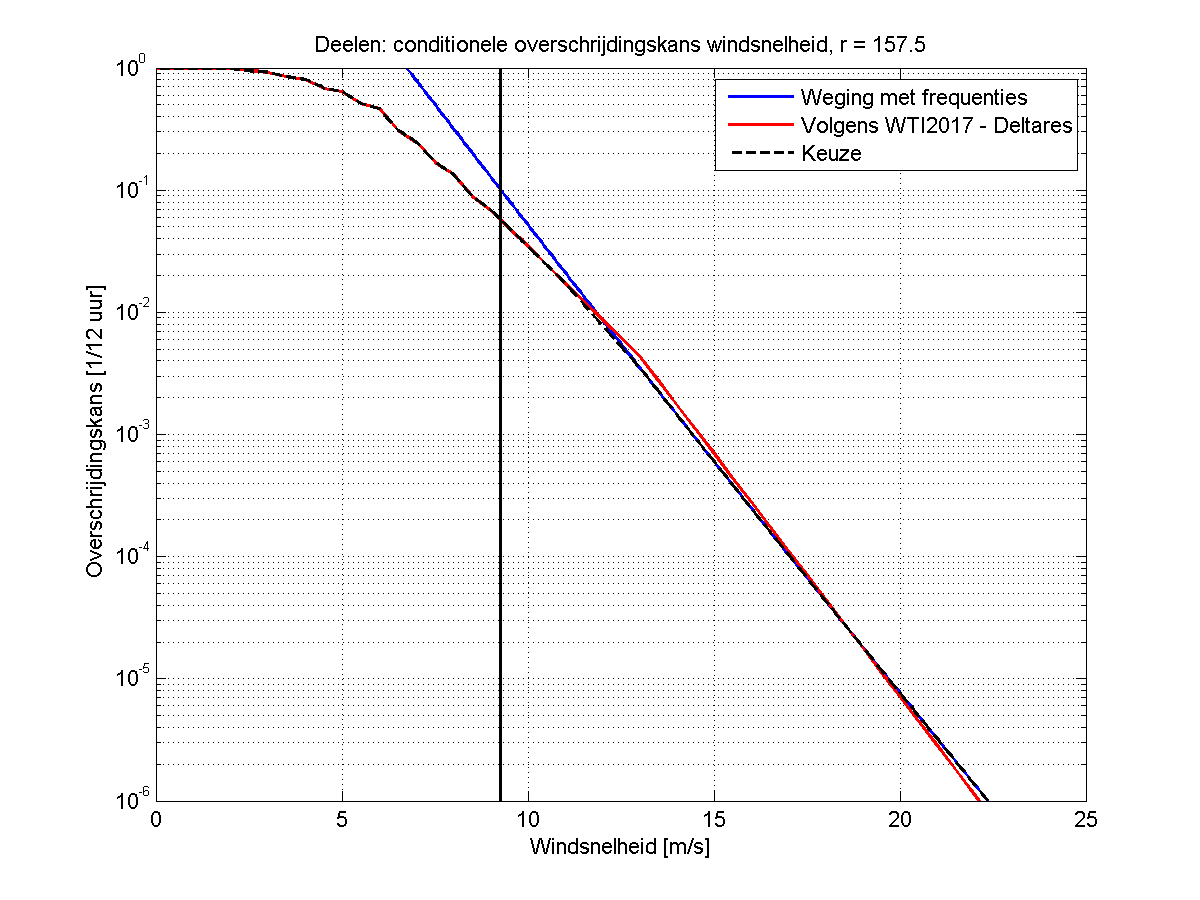 Deelen: conditionele overschrijdingskans windsnelheid, r = 157.5
Weging met frequenties
Volgens WTI2017 - Deltares
Keuze
Overschrijdingskans [1/12 uur]
10^0
10^-1
10^-2
10^-3
10^-4
10^-5
10^-6
0 5 10 15 20 25
Windsnelheid [m/s]